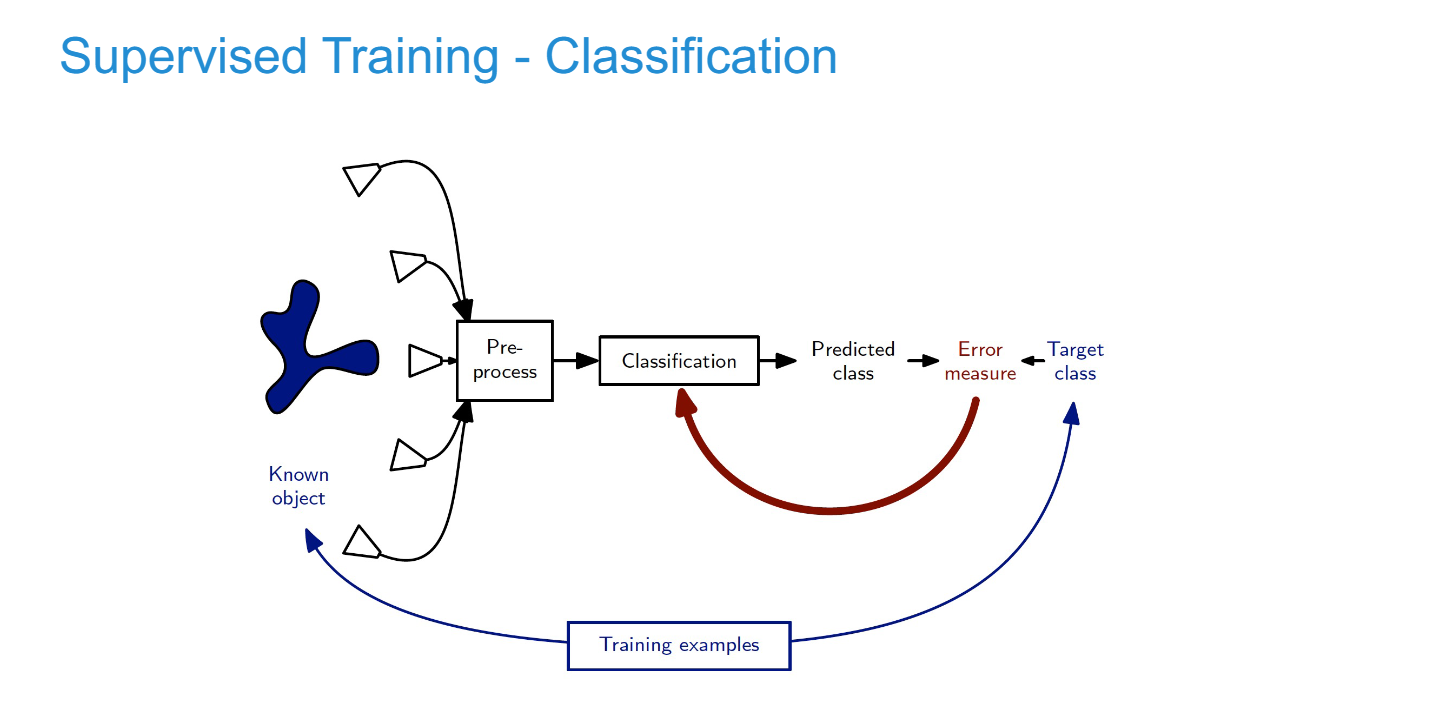 Supervised Training - Classification
Pre-
process
Classification
Predicted
class
Error
measure
Target
class
Known
object
Training examples